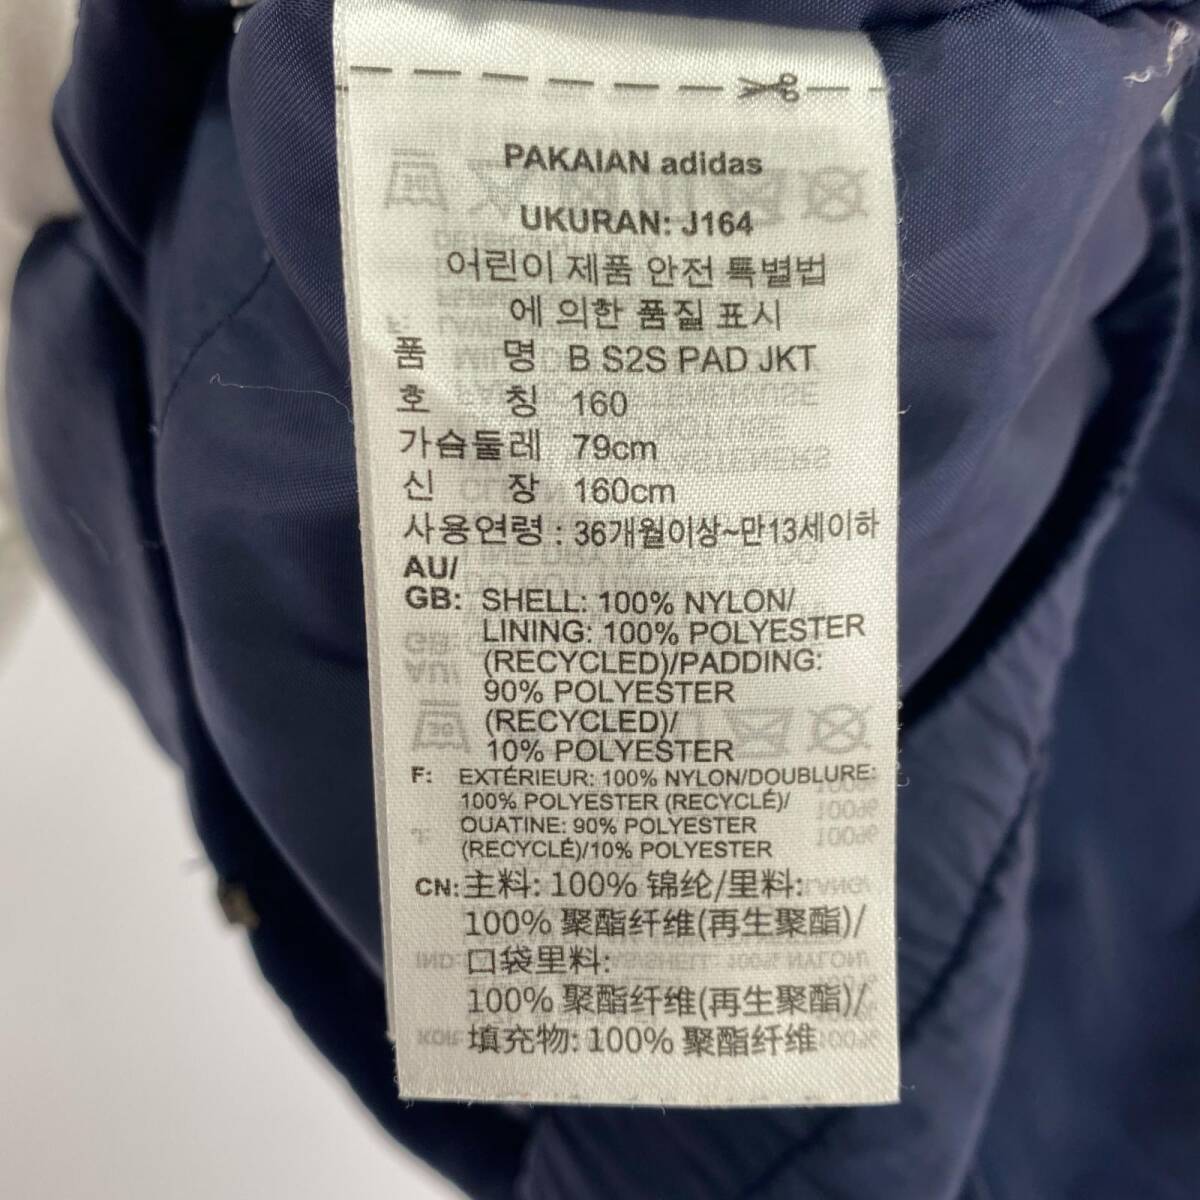 PAKAIAN adidas
UKURAN: J164
어린이 제품 안전 특별법
에 의한 품질 표시
품 명 B S2S PAD JKT
호 칭 160
가슴둘레 79cm
신 장 160cm
사용연령 : 36개월이상~만13세이하
AU/
GB: SHELL: 100% NYLON/
LINING: 100% POLYESTER
(RECYCLED)/PADDING:
90% POLYESTER
(RECYCLED)/
10% POLYESTER
F: EXTÉRIEUR: 100% NYLON/DOUBLURE:
100% POLYESTER (RECYCLÉ)/
OUATINE: 90% POLYESTER
(RECYCLÉ)/10% POLYESTER
CN: 主料: 100% 锦纶/里料:
100% 聚酯纤维(再生聚酯)/
口袋里料:
100% 聚酯纤维(再生聚酯)/
填充物: 100% 聚酯纤维